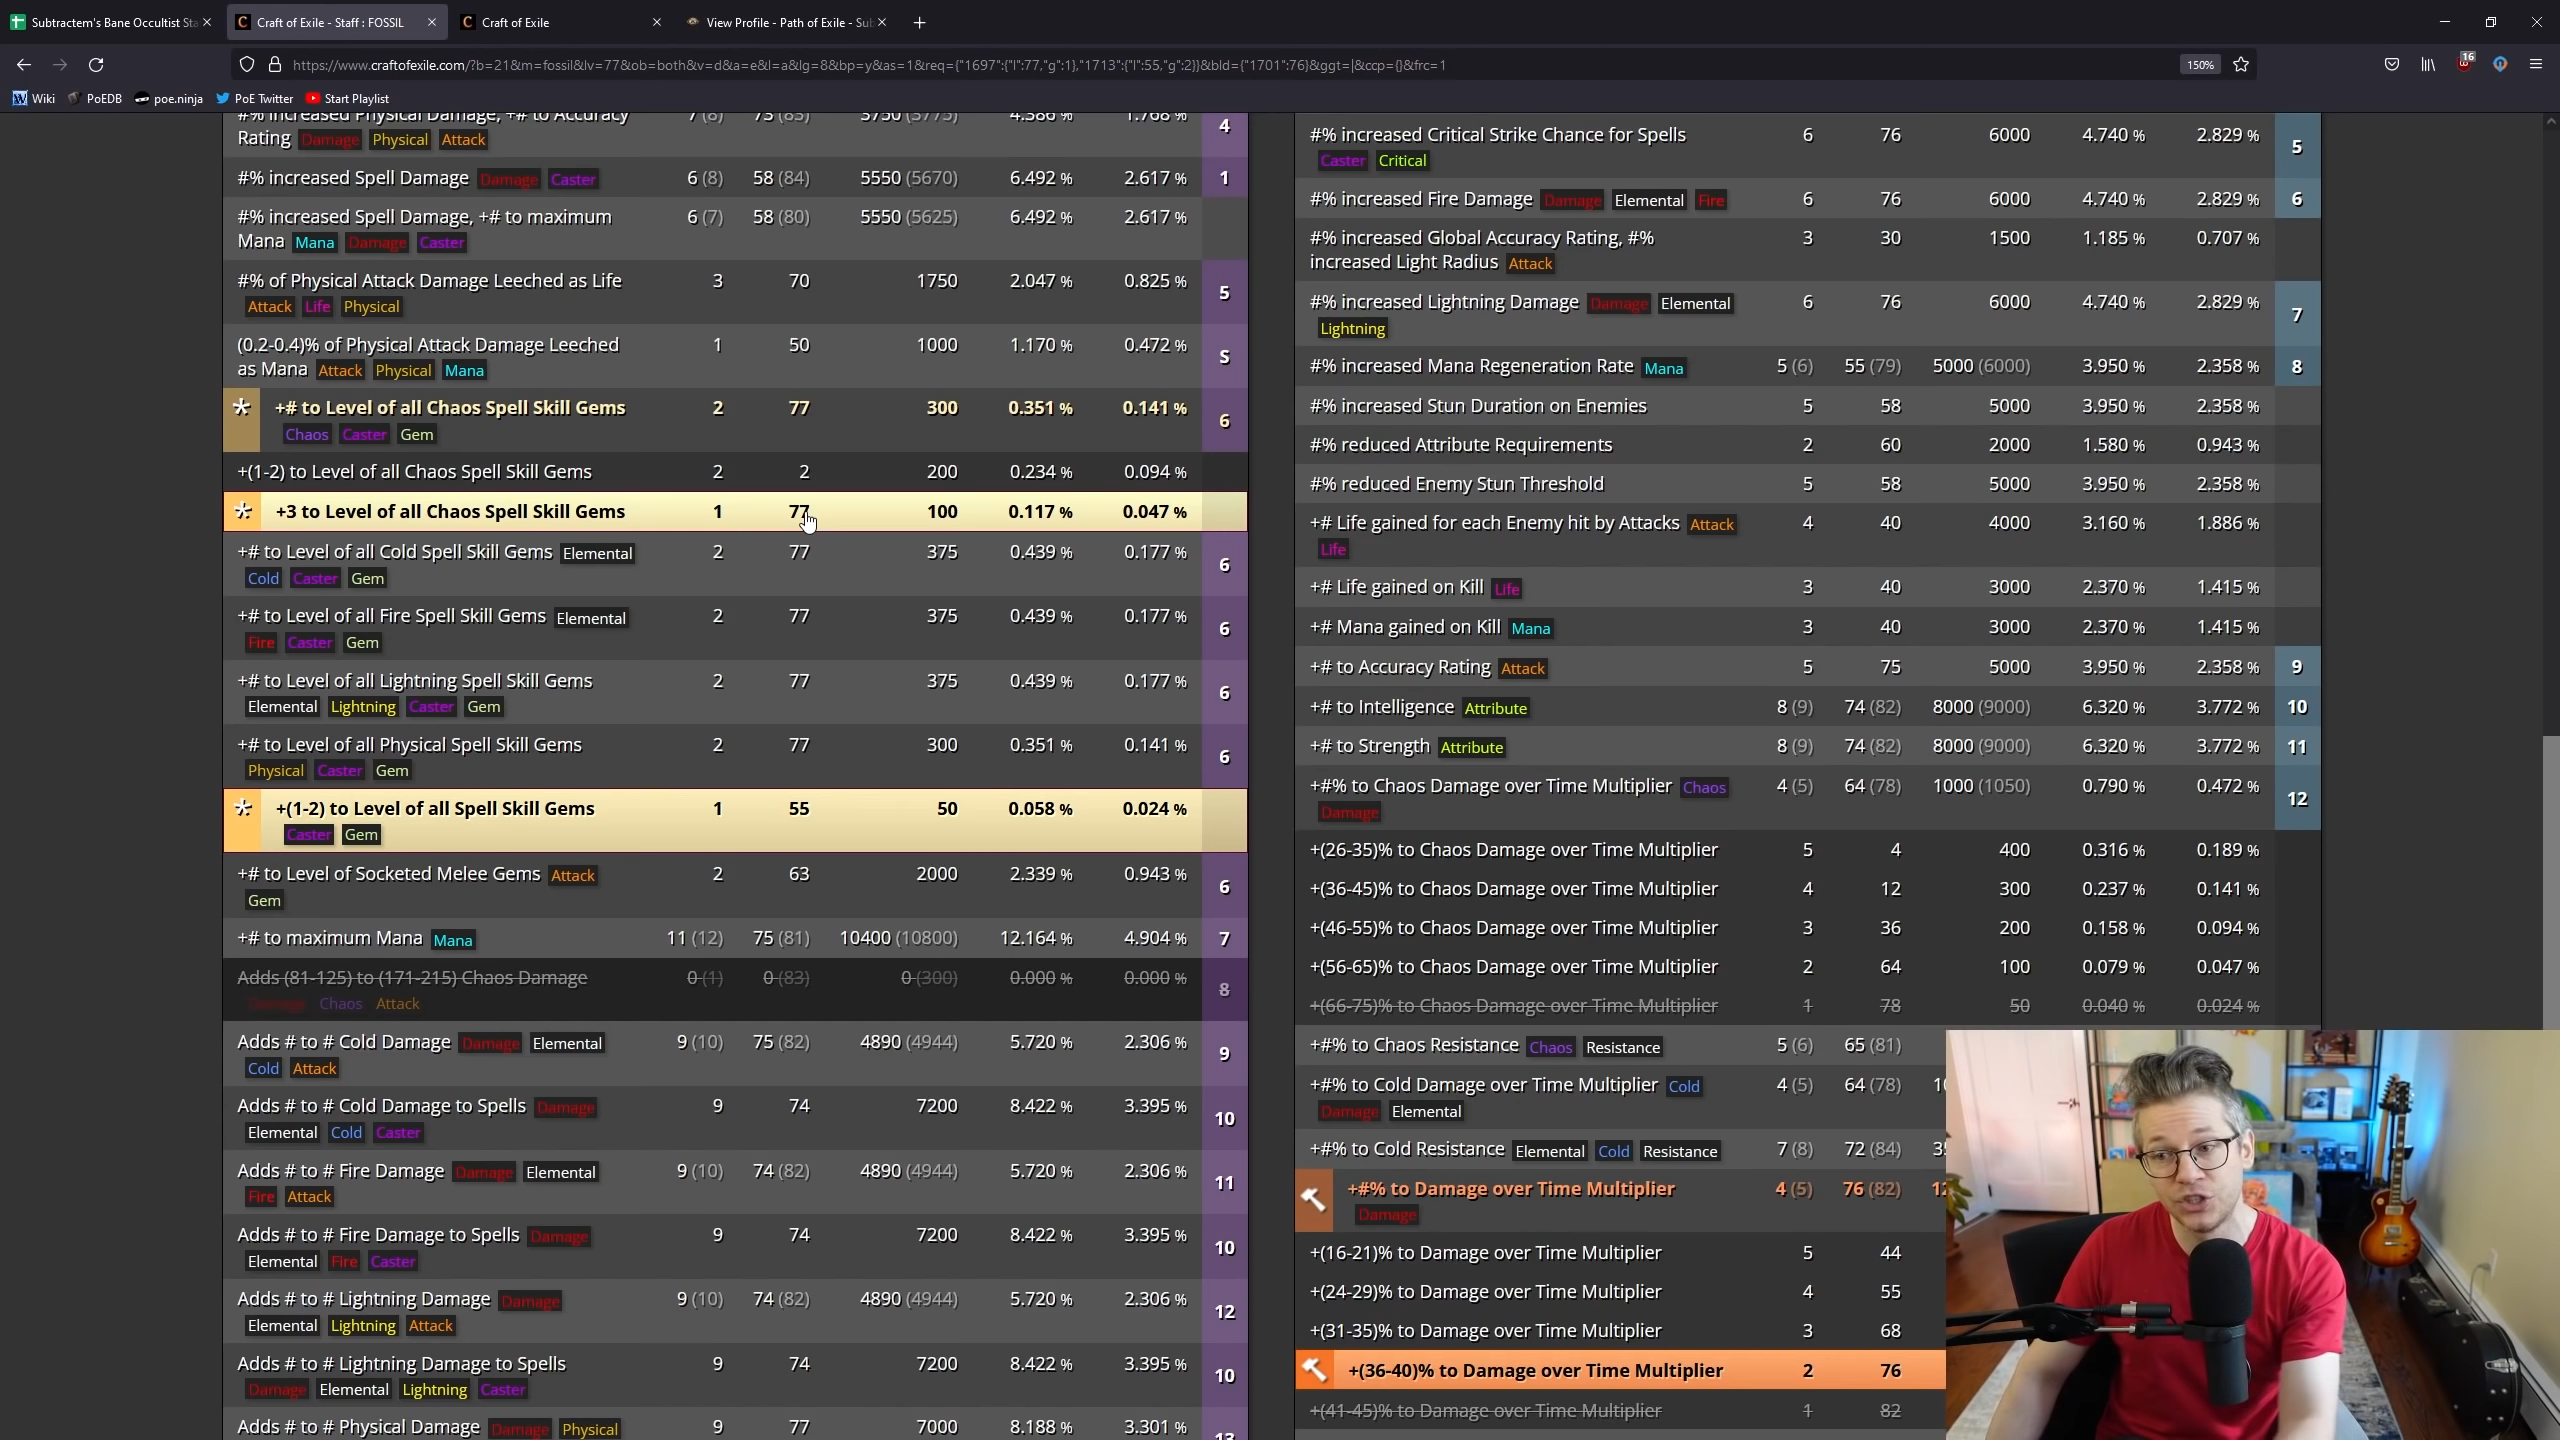 Subtractem's Bane Occultist Sta
Craft of Exile - Staff : FOSSIL
Craft of Exile
View Profile - Path of Exile - Sub
https://www.craftofexile.com/?b=21&m=fossil&lv=77&ob=both&v=d&a=e&l=a&lg=8&bp=y&as=1&req={"1697":{"l":77,"g":1},"1713":{"l":55,"g":2}}&bld={"1701":76}&ggt=|&ccp={}&frc=1
150%
16
Wiki PoEDB poe.ninja PoE Twitter Start Playlist
#% increased Physical Damage, +# to Accuracy 7 (8) 73 (83) 3750 (3775) 4.386 % 1.768 % 4
Rating Damage Physical Attack
#% increased Spell Damage Damage Caster 6 (8) 58 (84) 5550 (5670) 6.492 % 2.617 % 1
#% increased Spell Damage, +# to maximum 6 (7) 58 (80) 5550 (5625) 6.492 % 2.617 %
Mana Mana Damage Caster
#% of Physical Attack Damage Leeched as Life 3 70 1750 2.047 % 0.825 % 5
Attack Life Physical
(0.2-0.4)% of Physical Attack Damage Leeched 1 50 1000 1.170 % 0.472 % S
as Mana Attack Physical Mana
* +# to Level of all Chaos Spell Skill Gems 2 77 300 0.351 % 0.141 % 6
Chaos Caster Gem
+(1-2) to Level of all Chaos Spell Skill Gems 2 2 200 0.234 % 0.094 %
* +3 to Level of all Chaos Spell Skill Gems 1 77 100 0.117 % 0.047 %
+# to Level of all Cold Spell Skill Gems Elemental 2 77 375 0.439 % 0.177 % 6
Cold Caster Gem
+# to Level of all Fire Spell Skill Gems Elemental 2 77 375 0.439 % 0.177 % 6
Fire Caster Gem
+# to Level of all Lightning Spell Skill Gems 2 77 375 0.439 % 0.177 % 6
Elemental Lightning Caster Gem
+# to Level of all Physical Spell Skill Gems 2 77 300 0.351 % 0.141 % 6
Physical Caster Gem
* +(1-2) to Level of all Spell Skill Gems 1 55 50 0.058 % 0.024 %
Caster Gem
+# to Level of Socketed Melee Gems Attack 2 63 2000 2.339 % 0.943 % 6
Gem
+# to maximum Mana Mana 11 (12) 75 (81) 10400 (10800) 12.164 % 4.904 % 7
Adds (81-125) to (171-215) Chaos Damage 0 (1) 0 (83) 0 (300) 0.000 % 0.000 % 8
Damage Chaos Attack
Adds # to # Cold Damage Damage Elemental 9 (10) 75 (82) 4890 (4944) 5.720 % 2.306 % 9
Cold Attack
Adds # to # Cold Damage to Spells Damage 9 74 7200 8.422 % 3.395 % 10
Elemental Cold Caster
Adds # to # Fire Damage Damage Elemental 9 (10) 74 (82) 4890 (4944) 5.720 % 2.306 % 11
Fire Attack
Adds # to # Fire Damage to Spells Damage 9 74 7200 8.422 % 3.395 % 10
Elemental Fire Caster
Adds # to # Lightning Damage Damage 9 (10) 74 (82) 4890 (4944) 5.720 % 2.306 % 12
Elemental Lightning Attack
Adds # to # Lightning Damage to Spells 9 74 7200 8.422 % 3.395 % 10
Damage Elemental Lightning Caster
Adds # to # Physical Damage Damage Physical 9 77 7000 8.188 % 3.301 % 13
#% increased Critical Strike Chance for Spells 6 76 6000 4.740 % 2.829 % 5
Caster Critical
#% increased Fire Damage Damage Elemental Fire 6 76 6000 4.740 % 2.829 % 6
#% increased Global Accuracy Rating, #% 3 30 1500 1.185 % 0.707 %
increased Light Radius Attack
#% increased Lightning Damage Damage Elemental 6 76 6000 4.740 % 2.829 % 7
Lightning
#% increased Mana Regeneration Rate Mana 5 (6) 55 (79) 5000 (6000) 3.950 % 2.358 % 8
#% increased Stun Duration on Enemies 5 58 5000 3.950 % 2.358 %
#% reduced Attribute Requirements 2 60 2000 1.580 % 0.943 %
#% reduced Enemy Stun Threshold 5 58 5000 3.950 % 2.358 %
+# Life gained for each Enemy hit by Attacks Attack 4 40 4000 3.160 % 1.886 %
Life
+# Life gained on Kill Life 3 40 3000 2.370 % 1.415 %
+# Mana gained on Kill Mana 3 40 3000 2.370 % 1.415 %
+# to Accuracy Rating Attack 5 75 5000 3.950 % 2.358 % 9
+# to Intelligence Attribute 8 (9) 74 (82) 8000 (9000) 6.320 % 3.772 % 10
+# to Strength Attribute 8 (9) 74 (82) 8000 (9000) 6.320 % 3.772 % 11
+#% to Chaos Damage over Time Multiplier Chaos 4 (5) 64 (78) 1000 (1050) 0.790 % 0.472 % 12
Damage
+(26-35)% to Chaos Damage over Time Multiplier 5 4 400 0.316 % 0.189 %
+(36-45)% to Chaos Damage over Time Multiplier 4 12 300 0.237 % 0.141 %
+(46-55)% to Chaos Damage over Time Multiplier 3 36 200 0.158 % 0.094 %
+(56-65)% to Chaos Damage over Time Multiplier 2 64 100 0.079 % 0.047 %
+(66-75)% to Chaos Damage over Time Multiplier 1 78 50 0.040 % 0.024 %
+#% to Chaos Resistance Chaos Resistance 5 (6) 65 (81)
+#% to Cold Damage over Time Multiplier Cold 4 (5) 64 (78)
Damage Elemental
+#% to Cold Resistance Elemental Cold Resistance 7 (8) 72 (84)
+#% to Damage over Time Multiplier 4 (5) 76 (82)
Damage
+(16-21)% to Damage over Time Multiplier 5 44
+(24-29)% to Damage over Time Multiplier 4 55
+(31-35)% to Damage over Time Multiplier 3 68
+(36-40)% to Damage over Time Multiplier 2 76
+(41-45)% to Damage over Time Multiplier 1 82